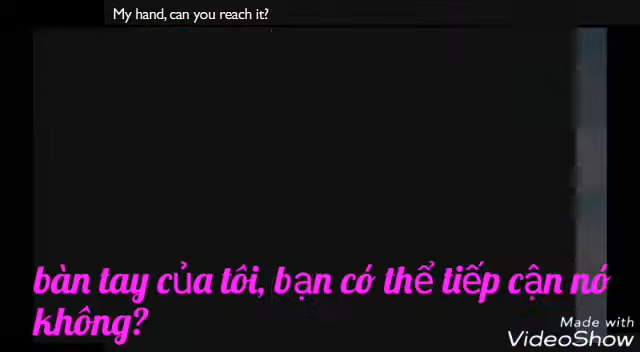 My hand, can you reach it?
bàn tay của tôi, bạn có thể tiếp cận nó
không?
Made with
VideoShow